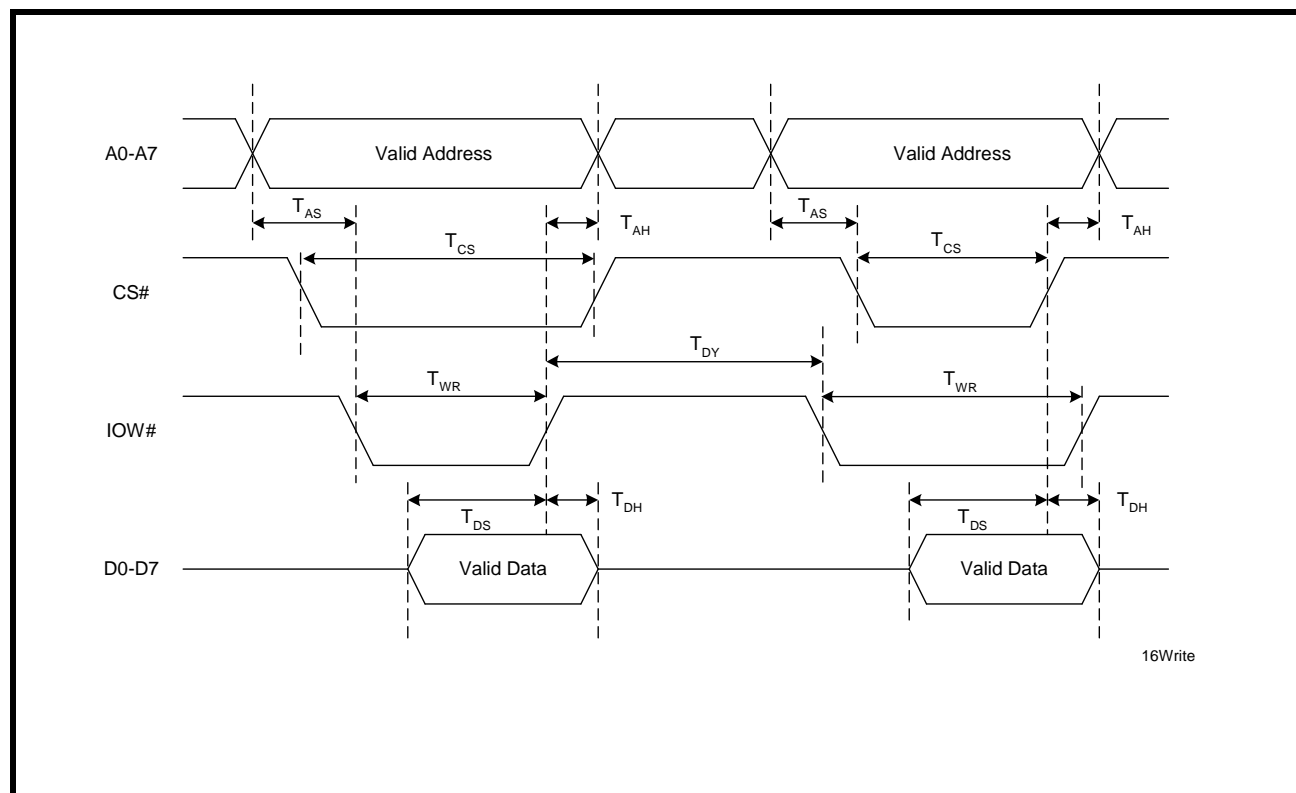 A0-A7
Valid Address
Valid Address
TAS
TAH
TAS
TAH
TCS
TCS
CS#
TDY
TWR
TWR
IOW#
TDS
TDH
TDS
TDH
D0-D7
Valid Data
Valid Data
16Write